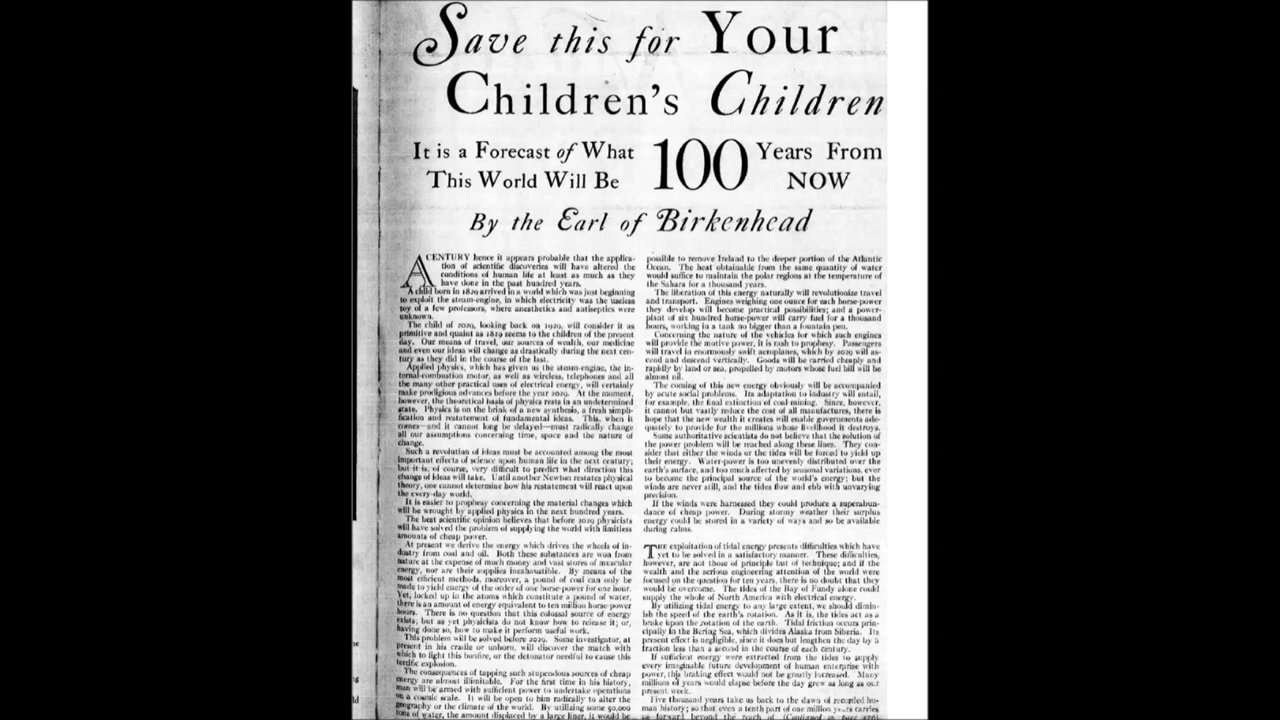 Save this for Your
Children's Children
It is a Forecast of What
This World Will Be
100 Years From
NOW
By the Earl of Birkenhead
A CENTURY hence it appears probable that the applica-
tion of scientific discoveries will have altered the
conditions of human life at least as much as they
have done in the past hundred years.
A child born in 1829 arrived in a world which was just beginning
to exploit the steam-engine, in which electricity was the useless
toy of a few professors, where anesthetics and antiseptics were
unknown.
The child of 2029, looking back on 1929, will consider it as
primitive and quaint as 1829 seems to the children of the present
day. Our means of travel, our sources of wealth, our medicine
and even our ideas will change as drastically during the next cen-
tury as they did in the course of the last.
Applied physics, which has given us the steam-engine, the in-
ternal-combustion motor, as well as wireless, telephones and all
the many other practical uses of electrical energy, will certainly
make prodigious advances before the year 2029. At the moment,
however, the theoretical basis of physics rests in an undetermined
state. Physics is on the brink of a new synthesis, a fresh simpli-
fication and restatement of fundamental ideas. This, when it
comes—and it cannot long be delayed—must radically change
all our assumptions concerning time, space and the nature of
change.
Such a revolution of ideas must be accounted among the most
important effects of science upon human life in the next century;
but it is, of course, very difficult to predict what direction this
change of ideas will take. Until another Newton restates physical
theory, one cannot determine how his restatement will react upon
the every-day world.
It is easier to prophesy concerning the material changes which
will be wrought by applied physics in the next hundred years.
The best scientific opinion believes that before 2029 physicists
will have solved the problem of supplying the world with limitless
amounts of cheap power.
At present we derive the energy which drives the wheels of in-
dustry from coal and oil. Both these substances are won from
nature at the expense of much money and vast stores of muscular
energy, nor are their supplies inexhaustible. By means of the
most efficient methods, moreover, a pound of coal can only be
made to yield energy of the order of one horse-power for one hour.
Yet, locked up in the atoms which constitute a pound of water,
there is an amount of energy equivalent to ten million horse-power
hours. There is no question that this colossal source of energy
exists; but as yet physicists do not know how to release it; or,
having done so, how to make it perform useful work.
This problem will be solved before 2029. Some investigator, at
present in his cradle or unborn, will discover the match with
which to light this bonfire, or the detonator needful to cause this
terrific explosion.
The consequences of tapping such stupendous sources of cheap
energy are almost illimitable. For the first time in his history,
man will be armed with sufficient power to undertake operations
on a cosmic scale. It will be open to him radically to alter the
geography or the climate of the world. By utilizing some 50,000
tons of water, the amount displaced by a large liner, it would be
possible to remove Ireland to the deeper portion of the Atlantic
Ocean. The heat obtainable from the same quantity of water
would suffice to maintain the polar regions at the temperature of
the Sahara for a thousand years.
The liberation of this energy naturally will revolutionize travel
and transport. Engines weighing one ounce for each horse-power
they develop will become practical possibilities; and a power-
plant of six hundred horse-power will carry fuel for a thousand
hours, working in a tank no bigger than a fountain pen.
Concerning the nature of the vehicles for which such engines
will provide the motive power, it is rash to prophesy. Passengers
will travel in enormously swift aeroplanes, which by 2029 will as-
cend and descend vertically. Goods will be carried cheaply and
rapidly by land or sea, propelled by motors whose fuel bill will be
almost nil.
The coming of this new energy obviously will be accompanied
by acute social problems. Its adaptation to industry will entail,
for example, the final extinction of coal-mining. Since, however,
it cannot but vastly reduce the cost of all manufactures, there is
hope that the new wealth it creates will enable governments ade-
quately to provide for the millions whose livelihood it destroys.
Some authoritative scientists do not believe that the solution of
the power problem will be reached along these lines. They con-
sider that either the winds or the tides will be forced to yield up
their energy. Water-power is too unevenly distributed over the
earth's surface, and too much affected by seasonal variations, ever
to become the principal source of the world's energy; but the
winds are never still, and the tides flow and ebb with unvarying
precision.
If the winds were harnessed they could produce a superabun-
dance of cheap power. During stormy weather their surplus
energy could be stored in a variety of ways and so be available
during calms.
THE exploitation of tidal energy presents difficulties which have
yet to be solved in a satisfactory manner. These difficulties,
however, are not those of principle but of technique; and if the
wealth and the serious engineering attention of the world were
focused on the question for ten years, there is no doubt that they
would be overcome. The tides of the Bay of Fundy alone could
supply the whole of North America with electrical energy.
By utilizing tidal energy to any large extent, we should dimin-
ish the speed of the earth's rotation. As it is, the tides act as a
brake upon the rotation of the earth. Tidal friction occurs prin-
cipally in the Bering Sea, which divides Alaska from Siberia. Its
present effect is negligible, since it does but lengthen the day by a
fraction less than a second in the course of each century.
If sufficient energy were extracted from the tides to supply
every imaginable future development of human enterprise with
power, this braking effect would not be greatly increased. Many
millions of years would elapse before the day grew as long as our
present week.
Five thousand years take us back to the dawn of recorded hu-
man history; so that even a tenth part of one million years carries
us forward beyond the reach of